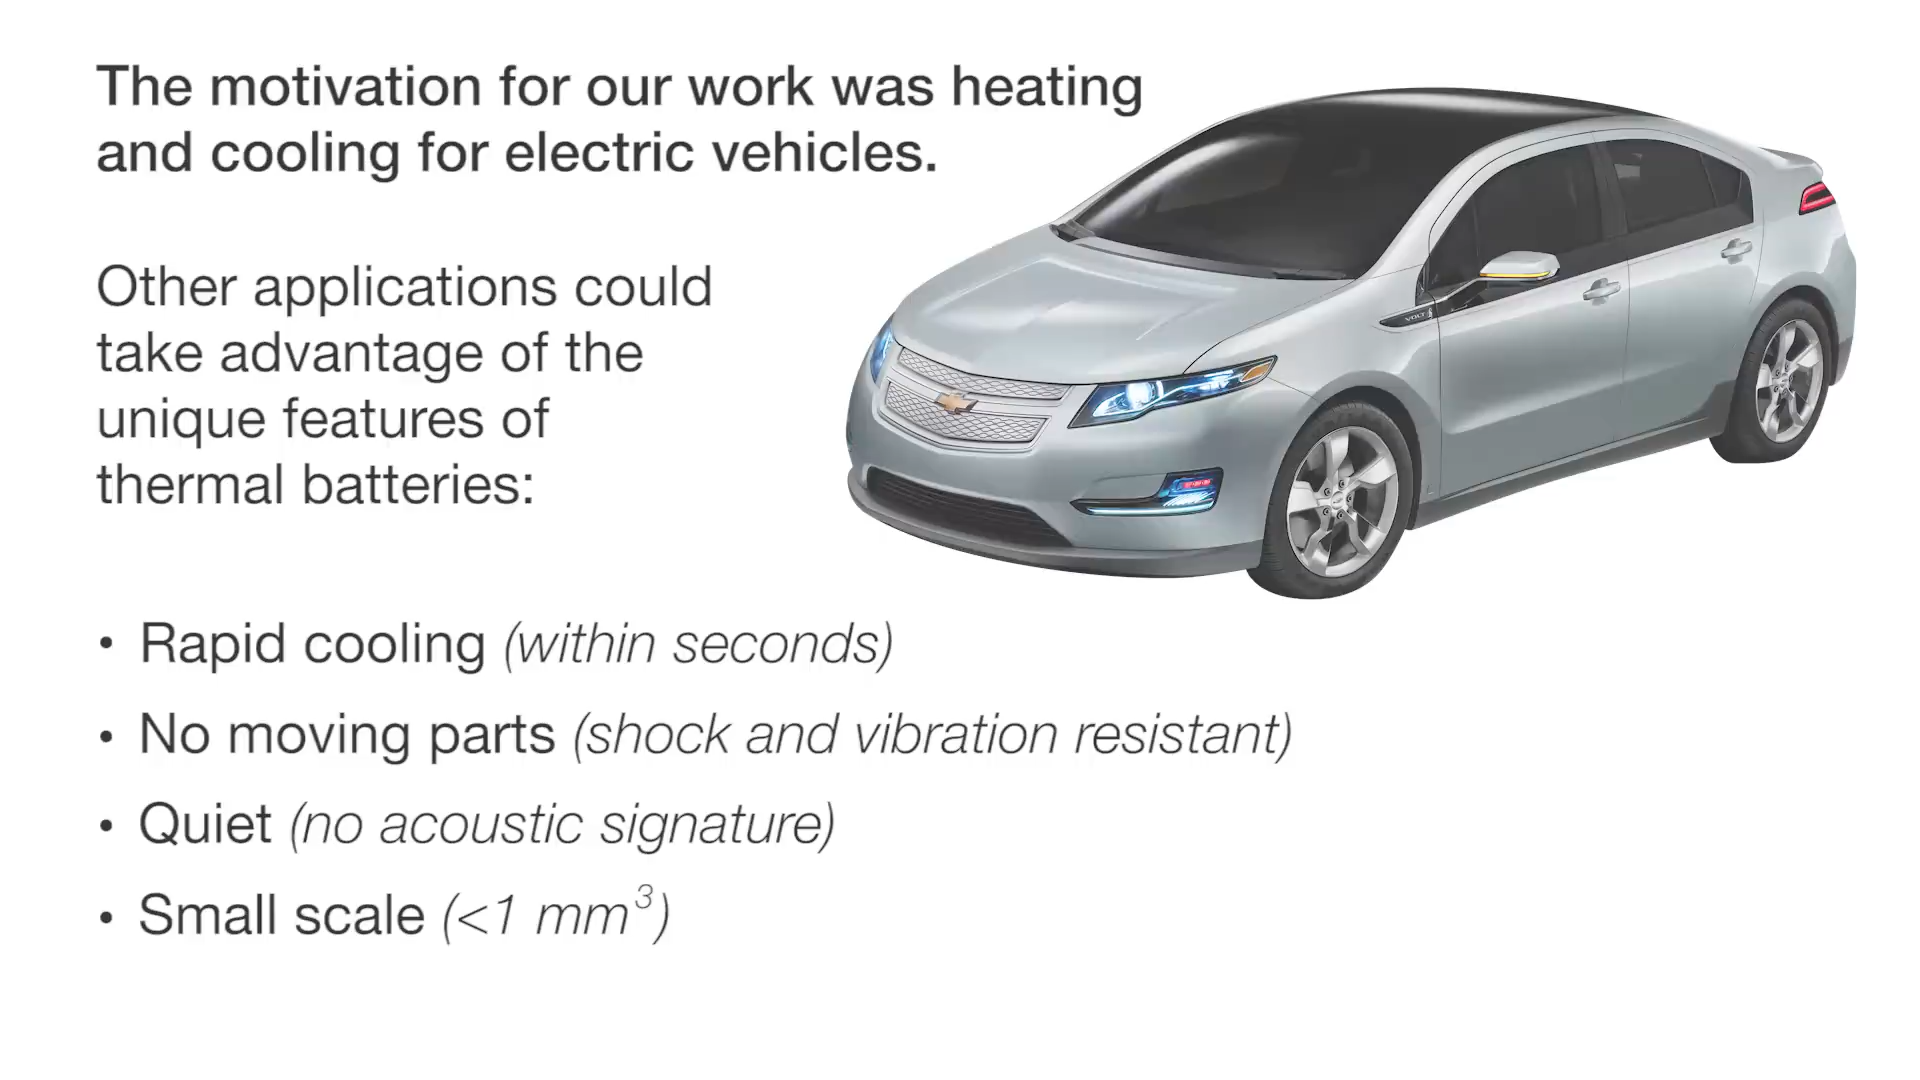 The motivation for our work was heating
and cooling for electric vehicles.
Other applications could
take advantage of the
unique features of
thermal batteries:
• Rapid cooling (within seconds)
• No moving parts (shock and vibration resistant)
• Quiet (no acoustic signature)
• Small scale (<1 mm³)
VOLT